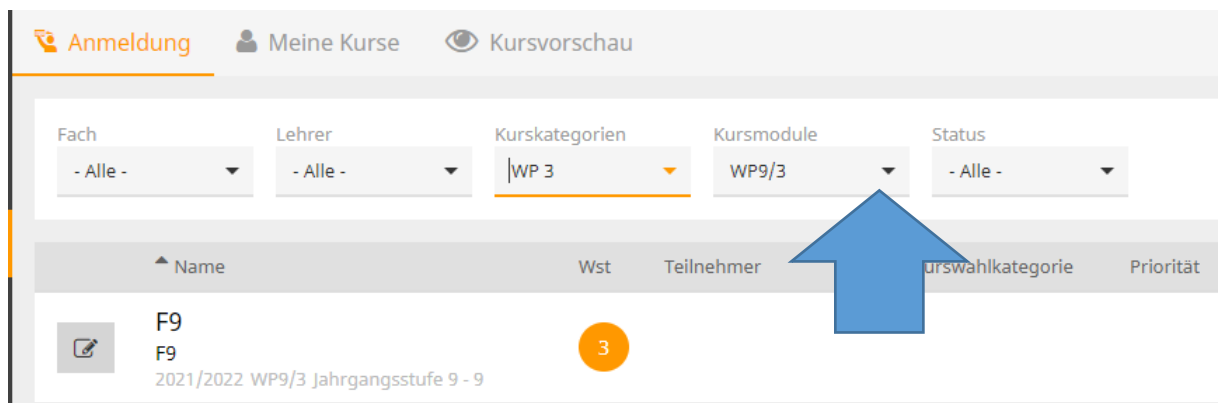 Anmeldung Meine Kurse Kursvorschau
Fach Lehrer Kurskategorien Kursmodule Status
- Alle - - Alle - WP 3 WP9/3 - Alle -
Name Wst Teilnehmer urswahlkategorie Priorität
F9
F9
3
2021/2022 WP9/3 Jahrgangsstufe 9 - 9